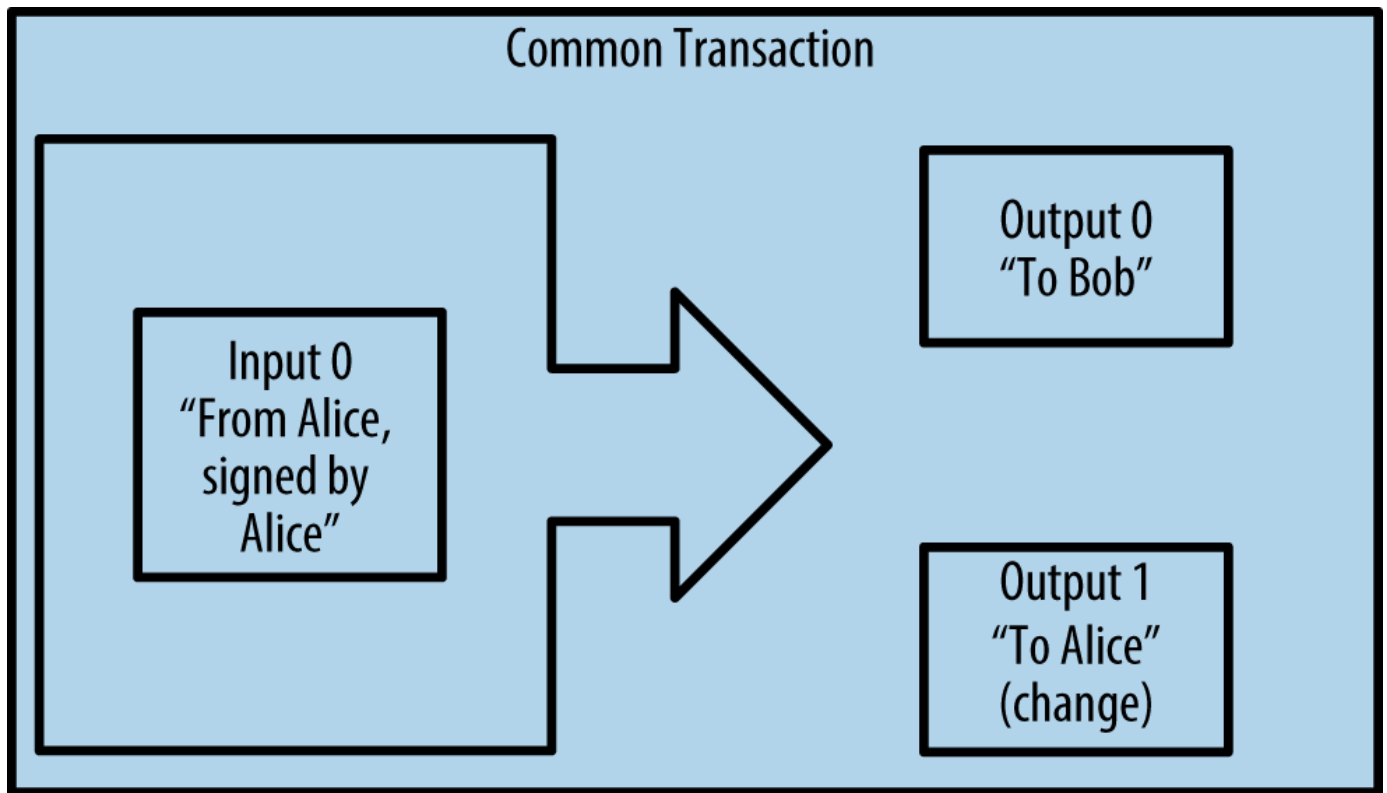 Common Transaction
Input 0
“From Alice,
signed by
Alice”
Output 0
“To Bob”
Output 1
“To Alice”
(change)